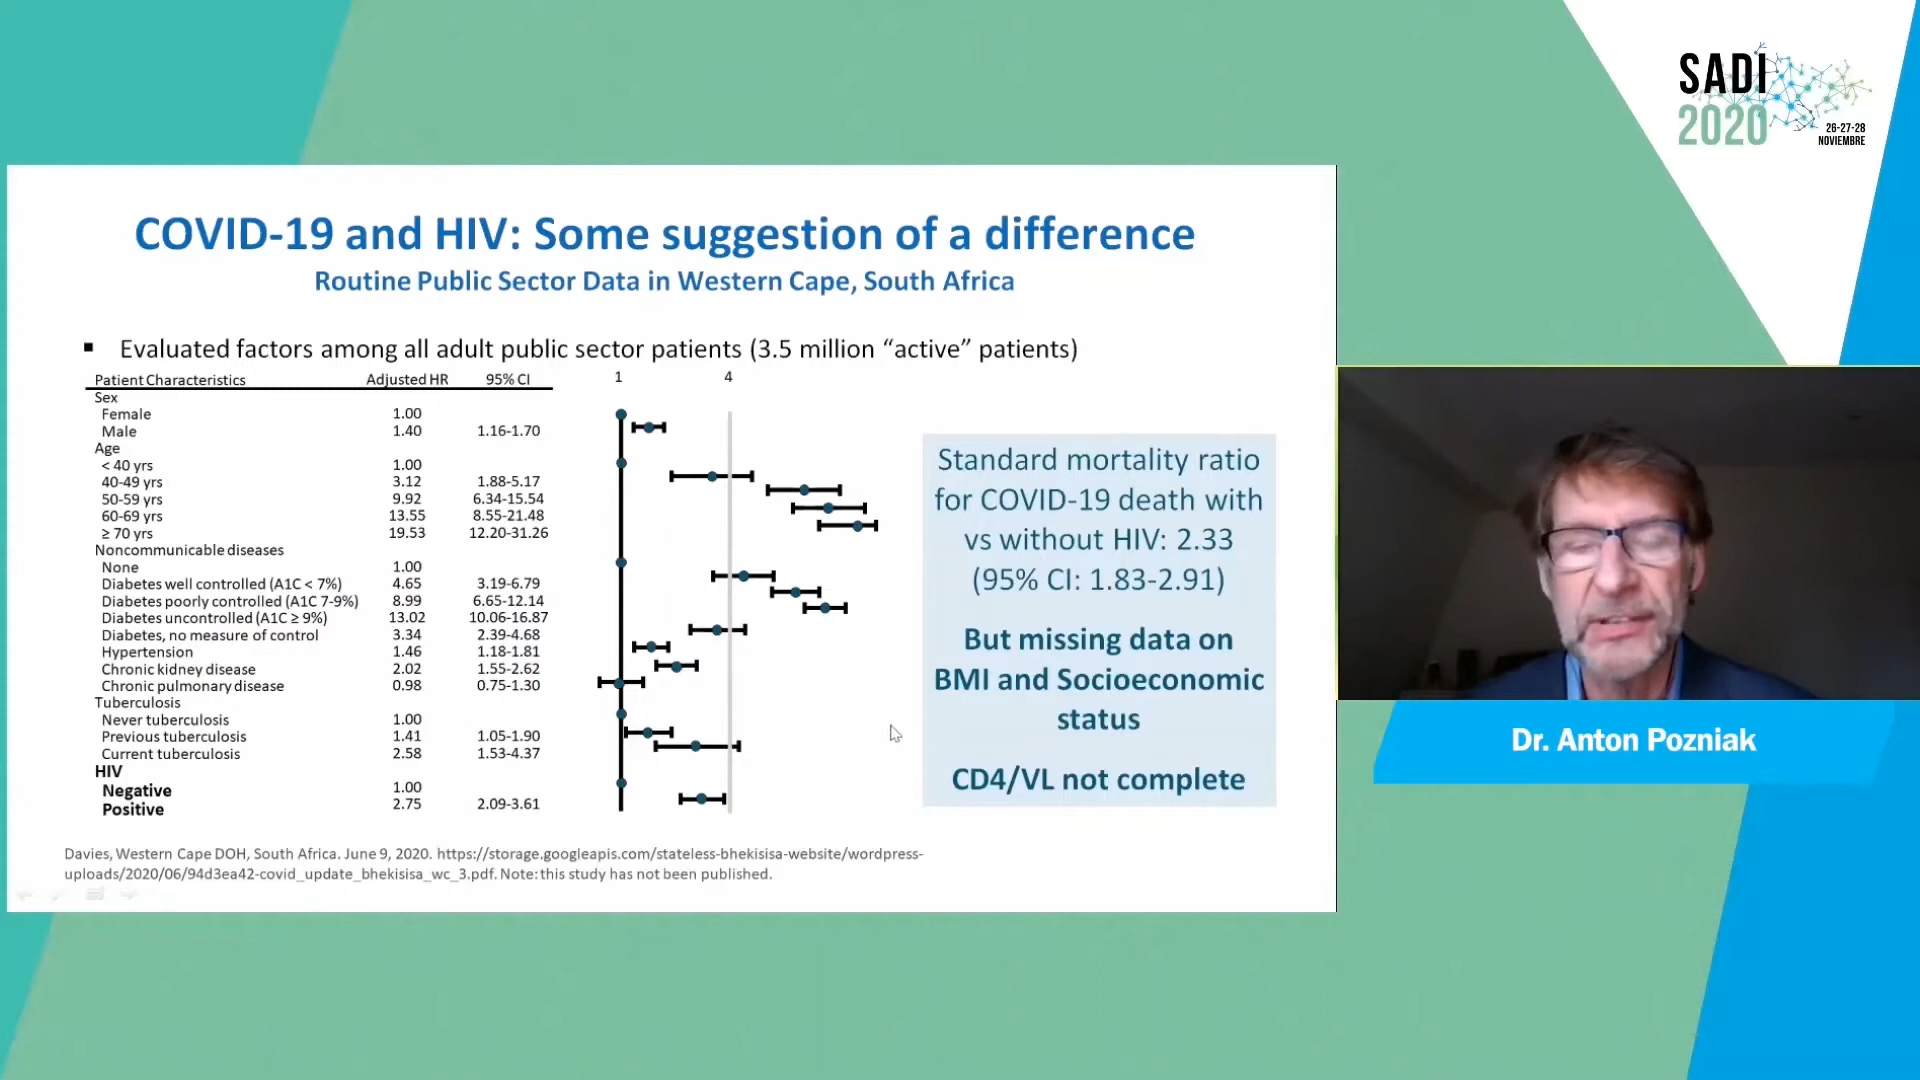 SADI
2020
26-27-28
NOVIEMBRE
COVID-19 and HIV: Some suggestion of a difference
Routine Public Sector Data in Western Cape, South Africa
▪ Evaluated factors among all adult public sector patients (3.5 million “active” patients)
Patient Characteristics Adjusted HR 95% CI 1 4
Sex
Female 1.00
Male 1.40 1.16-1.70
Age
< 40 yrs 1.00
40-49 yrs 3.12 1.88-5.17
50-59 yrs 9.92 6.34-15.54
60-69 yrs 13.55 8.55-21.48
≥ 70 yrs 19.53 12.20-31.26
Noncommunicable diseases
None 1.00
Diabetes well controlled (A1C < 7%) 4.65 3.19-6.79
Diabetes poorly controlled (A1C 7-9%) 8.99 6.65-12.14
Diabetes uncontrolled (A1C ≥ 9%) 13.02 10.06-16.87
Diabetes, no measure of control 3.34 2.39-4.68
Hypertension 1.46 1.18-1.81
Chronic kidney disease 2.02 1.55-2.62
Chronic pulmonary disease 0.98 0.75-1.30
Tuberculosis
Never tuberculosis 1.00
Previous tuberculosis 1.41 1.05-1.90
Current tuberculosis 2.58 1.53-4.37
HIV
Negative 1.00
Positive 2.75 2.09-3.61
Standard mortality ratio
for COVID-19 death with
vs without HIV: 2.33
(95% CI: 1.83-2.91)
But missing data on
BMI and Socioeconomic
status
CD4/VL not complete
Davies, Western Cape DOH, South Africa. June 9, 2020. https://storage.googleapis.com/stateless-bhekisisa-website/wordpress-
uploads/2020/06/94d3ea42-covid_update_bhekisisa_wc_3.pdf. Note: this study has not been published.
Dr. Anton Pozniak